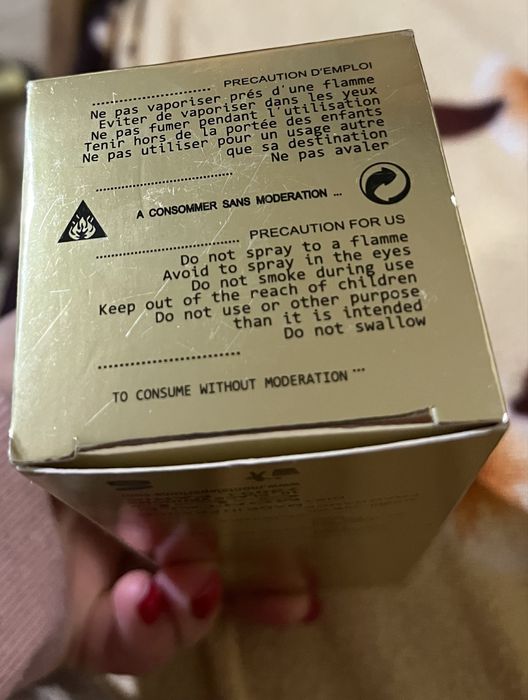 PRECAUTION D'EMPLOI
Ne pas vaporiser prés d'une flamme
Eviter de vaporiser dans les yeux
Ne pas fumer pendant l'utilisation
Tenir hors de la portée des enfants
Ne pas utiliser pour un usage autre
que sa destination
Ne pas avaler
A CONSOMMER SANS MODERATION ...
PRECAUTION FOR US
Do not spray to a flamme
Avoid to spray in the eyes
Do not smoke during use
Keep out of the reach of children
Do not use or other purpose
than it is intended
Do not swallow
TO CONSUME WITHOUT MODERATION ...